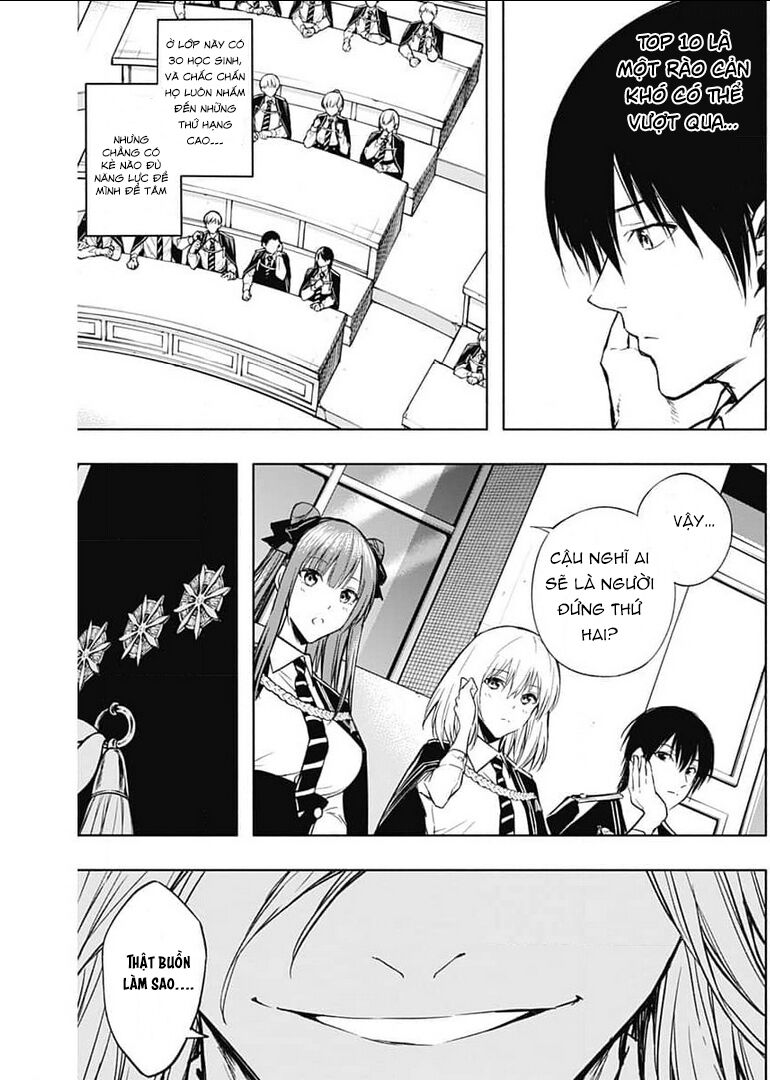 TOP 10 LÀ
MỘT RÀO CẢN
KHÓ CÓ THỂ
VƯỢT QUA...
Ở LỚP NÀY CÓ
30 HỌC SINH,
VÀ CHẮC CHẮN
HỌ LUÔN NHẮM
ĐẾN NHỮNG
THỨ HẠNG
CAO...
NHƯNG
CHẲNG CÓ
KẺ NÀO ĐỦ
NĂNG LỰC ĐỂ
MÌNH ĐỂ TÂM
VẬY...
CẬU NGHĨ AI
SẼ LÀ NGƯỜI
ĐỨNG THỨ
HAI?
THẬT BUỒN
LÀM SAO....